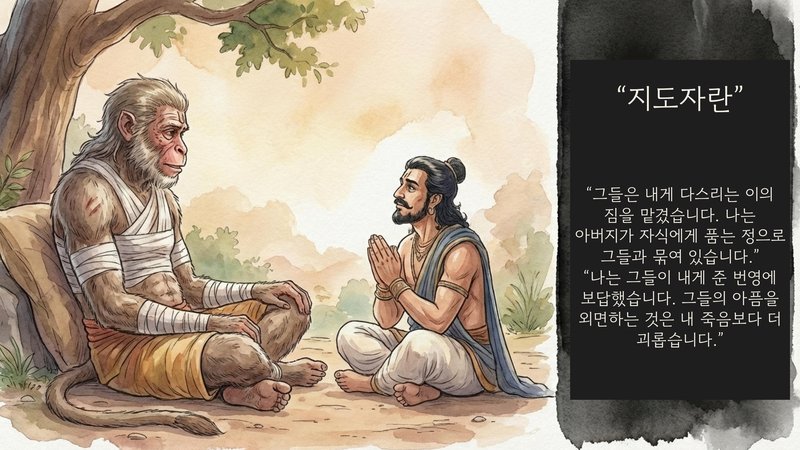 “지도자란”
“그들은 내게 다스리는 이의
짐을 맡겼습니다. 나는
아버지가 자식에게 품는 정으로
그들과 묶여 있습니다.”
“나는 그들이 내게 준 번영에
보답했습니다. 그들의 아픔을
외면하는 것은 내 죽음보다 더
괴롭습니다.”